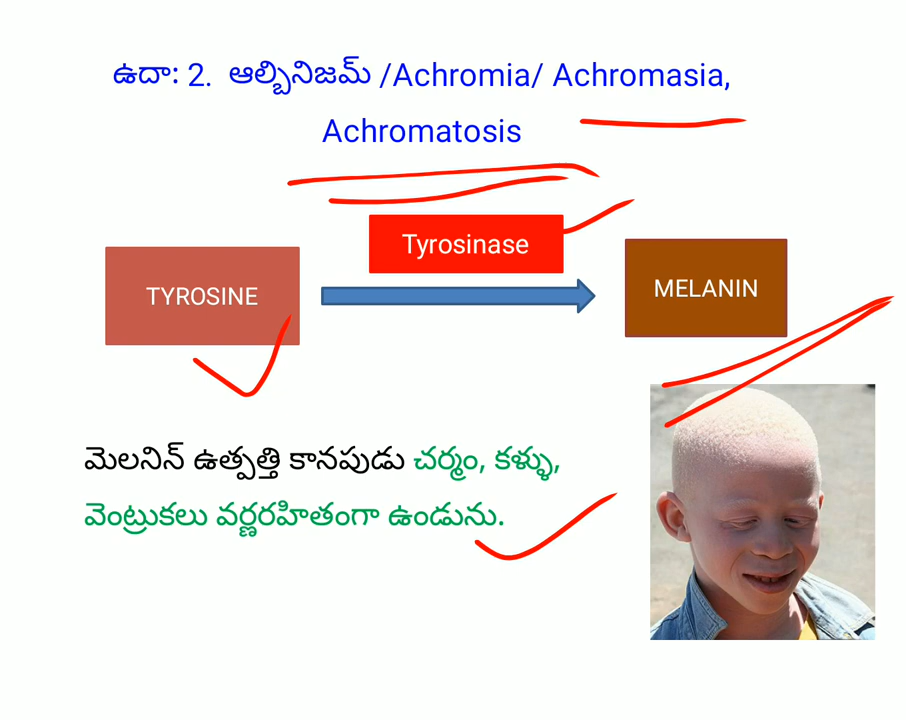 ఉదా: 2. ఆల్బినిజమ్ /Achromia/ Achromasia,
Achromatosis
Tyrosinase
TYROSINE
MELANIN
మెలనిన్ ఉత్పత్తి కానపుడు చర్మం, కళ్ళు,
వెంట్రుకలు వర్ణరహితంగా ఉండును.